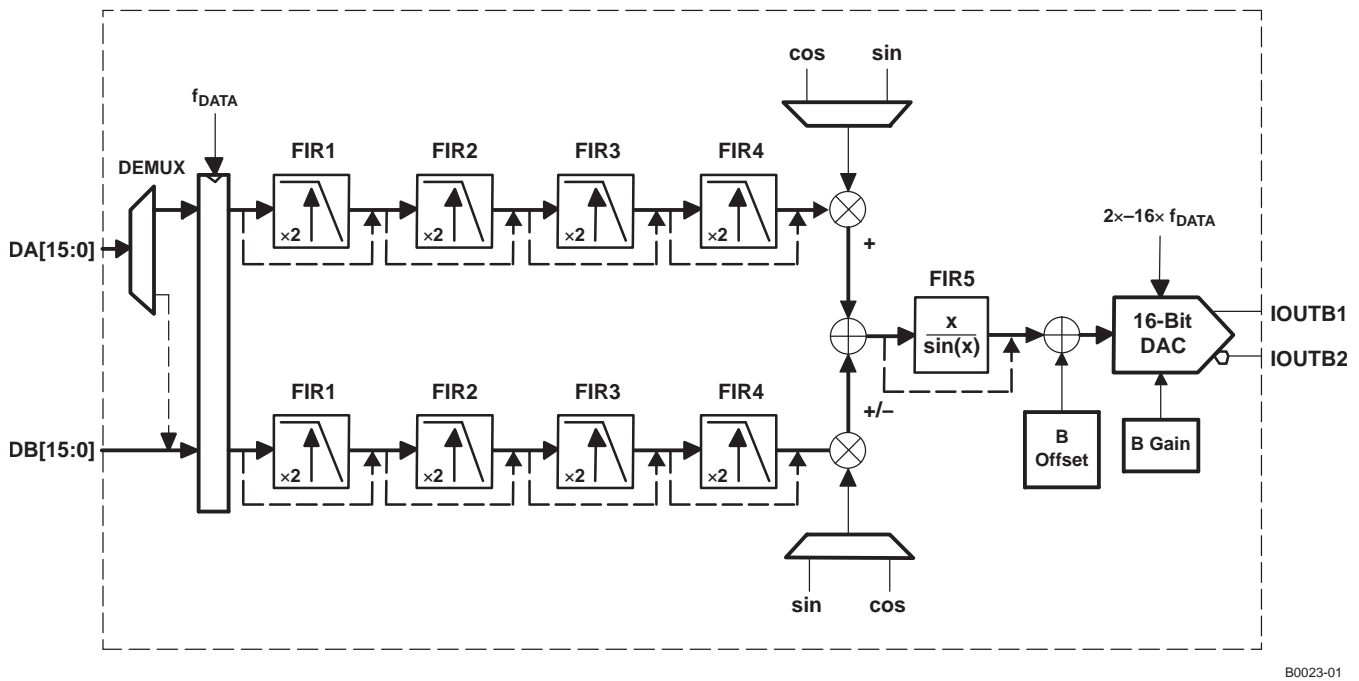 cos sin
fDATA
FIR1 FIR2 FIR3 FIR4
DEMUX
×2 ×2 ×2 ×2
2×–16× fDATA
DA[15:0]
+
FIR5
x
sin(x)
16-Bit
DAC
IOUTB1
IOUTB2
FIR1 FIR2 FIR3 FIR4
+/–
B
Offset
B Gain
DB[15:0]
×2 ×2 ×2 ×2
sin cos
B0023-01